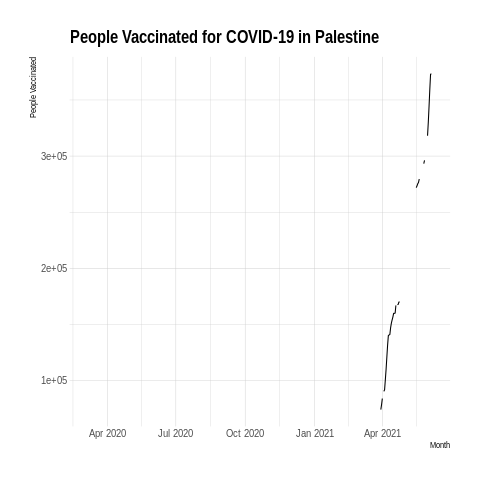 People Vaccinated for COVID-19 in Palestine
People Vaccinated
3e+05
2e+05
1e+05
Apr 2020 Jul 2020 Oct 2020 Jan 2021 Apr 2021
Month